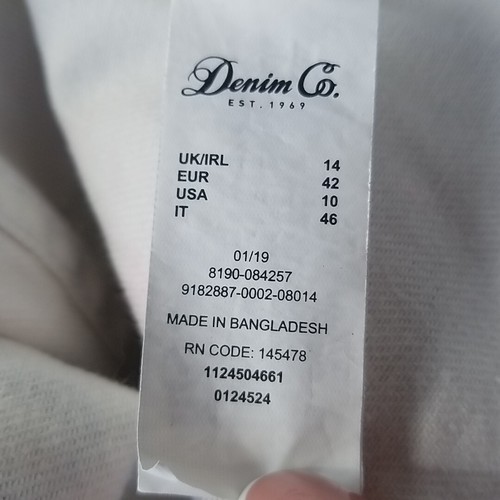 Denim Co.
EST. 1969
UK/IRL 14
EUR 42
USA 10
IT 46
01/19
8190-084257
9182887-0002-08014
MADE IN BANGLADESH
RN CODE: 145478
1124504661
0124524